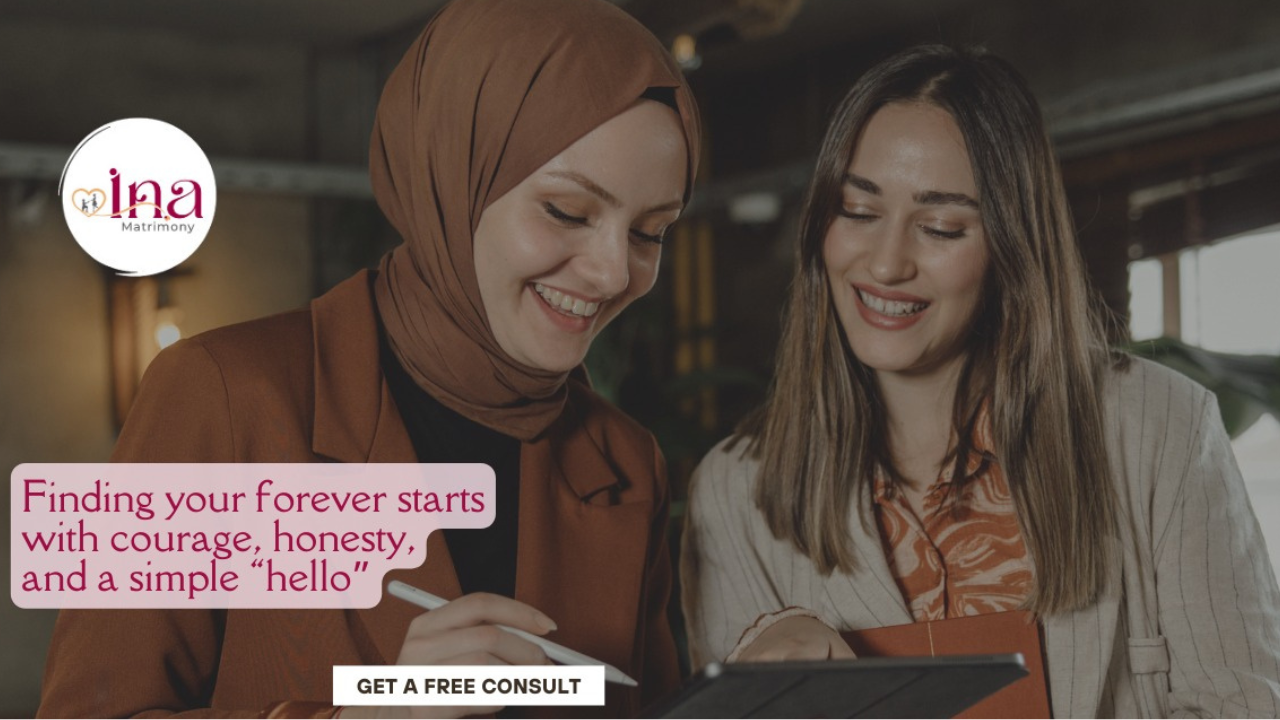 ina
Matrimony
Finding your forever starts
with courage, honesty,
and a simple “hello”
GET A FREE CONSULT